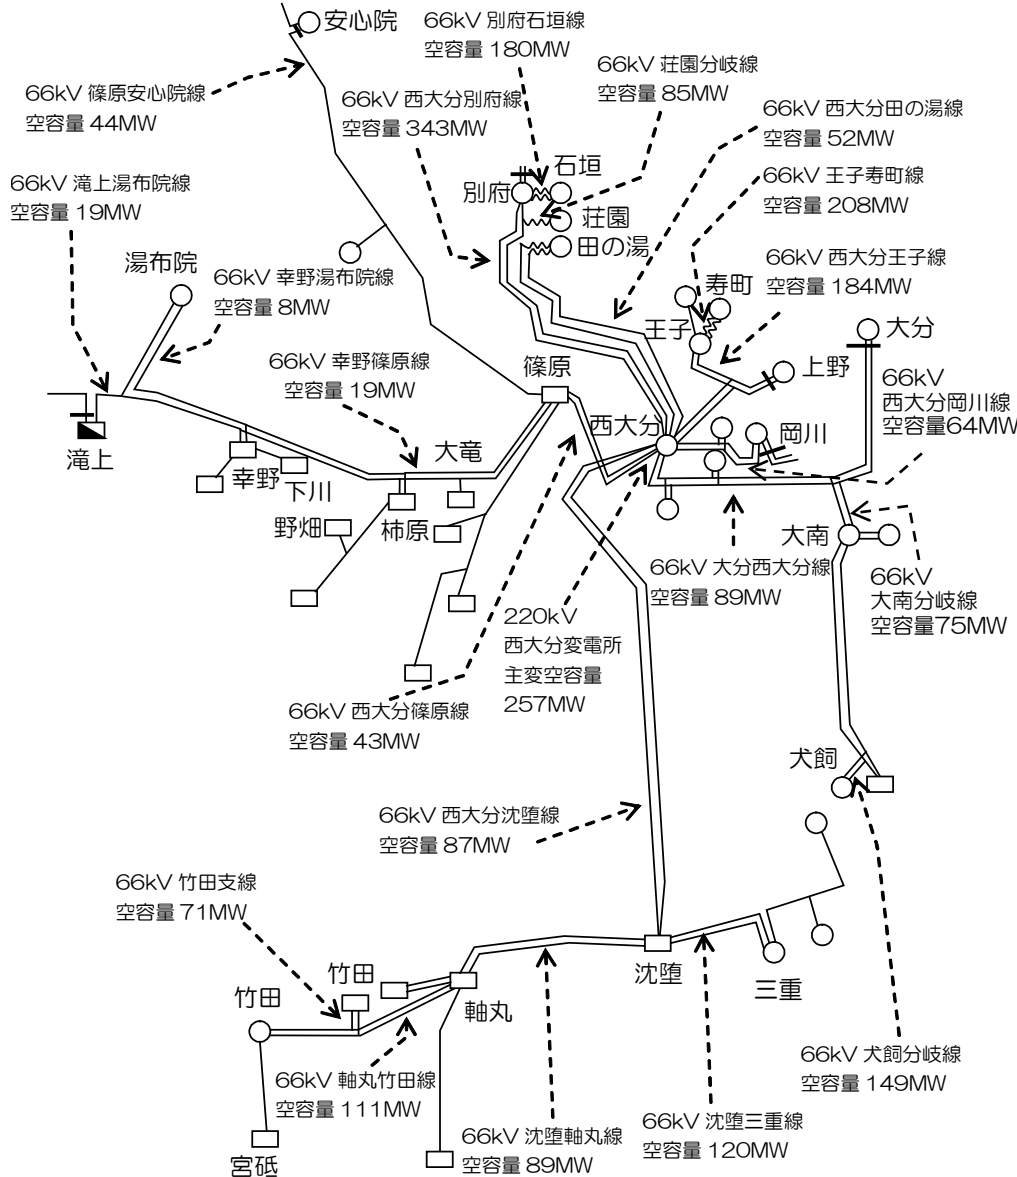 安心院
66kV 別府石垣線
空容量 180MW
66kV 荘園分岐線
空容量 85MW
66kV 篠原安心院線
空容量 44MW
66kV 西大分別府線
空容量 343MW
66kV 西大分田の湯線
空容量 52MW
石垣
別府
66kV 王子寿町線
空容量 208MW
66kV 滝上湯布院線
空容量 19MW
荘園
田の湯
湯布院
66kV 幸野湯布院線
空容量 8MW
66kV 西大分王子線
空容量 184MW
寿町
王子
大分
66kV 幸野篠原線
空容量 19MW
篠原
上野
66kV
西大分岡川線
空容量64MW
西大分
岡川
滝上
大竜
幸野
下川
野畑
柿原
大南
66kV 大分西大分線
空容量 89MW
66kV
大南分岐線
空容量75MW
220kV
西大分変電所
主変空容量
257MW
66kV 西大分篠原線
空容量 43MW
犬飼
66kV 西大分沈堕線
空容量 87MW
66kV 竹田支線
空容量 71MW
竹田
竹田
軸丸
沈堕
三重
66kV 犬飼分岐線
空容量 149MW
66kV 軸丸竹田線
空容量 111MW
66kV 沈堕三重線
空容量 120MW
66kV 沈堕軸丸線
空容量 89MW
宮砥